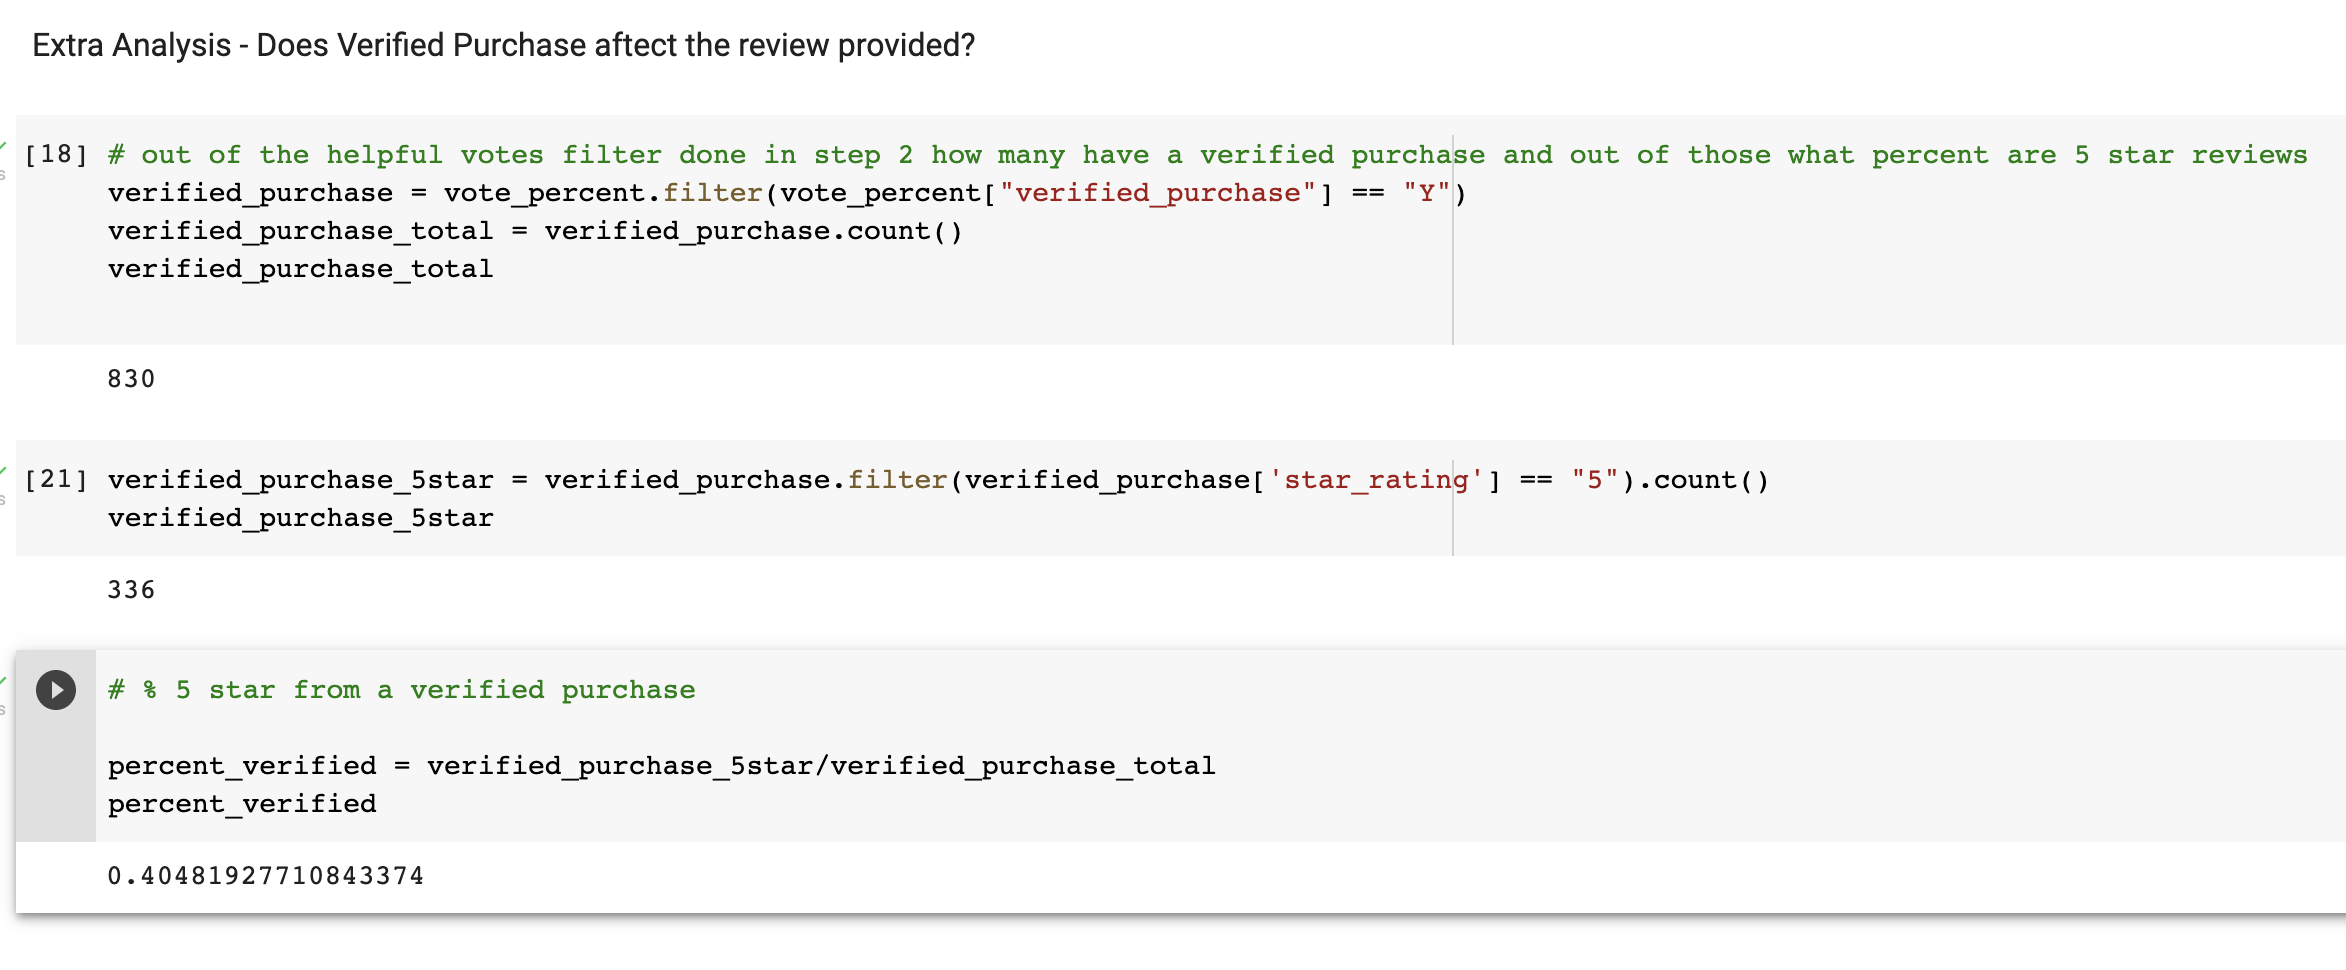 Extra Analysis - Does Verified Purchase aftect the review provided?
[18] # out of the helpful votes filter done in step 2 how many have a verified purchase and out of those what percent are 5 star reviews
verified_purchase = vote_percent.filter(vote_percent["verified_purchase"] == "Y")
verified_purchase_total = verified_purchase.count()
verified_purchase_total
830
[21] verified_purchase_5star = verified_purchase.filter(verified_purchase['star_rating'] == "5").count()
verified_purchase_5star
336
# % 5 star from a verified purchase
percent_verified = verified_purchase_5star/verified_purchase_total
percent_verified
0.40481927710843374